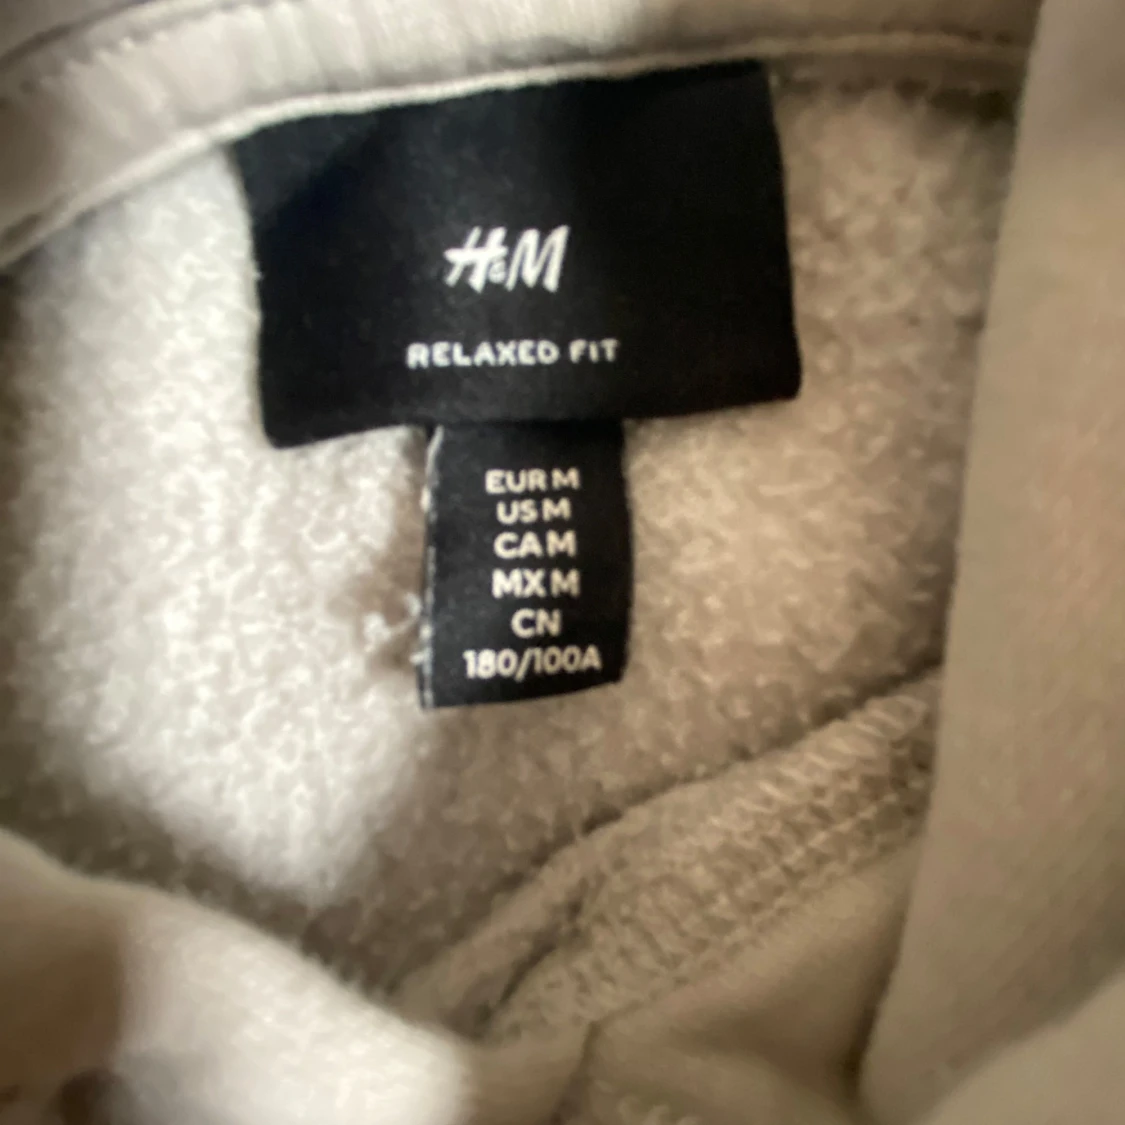 H&M
RELAXED FIT
EUR M
US M
CA M
MX M
CN
180/100A